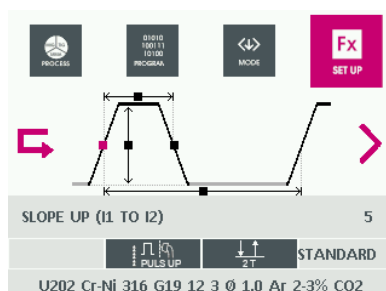 01010
100111
10100
Fx
PROCESS
PROGRAM
MODE
SET UP
SLOPE UP (I1 TO I2) 5
PULS UP
2T
STANDARD
U202 Cr-Ni 316 G19 12 3 Ø 1.0 Ar 2-3% CO2